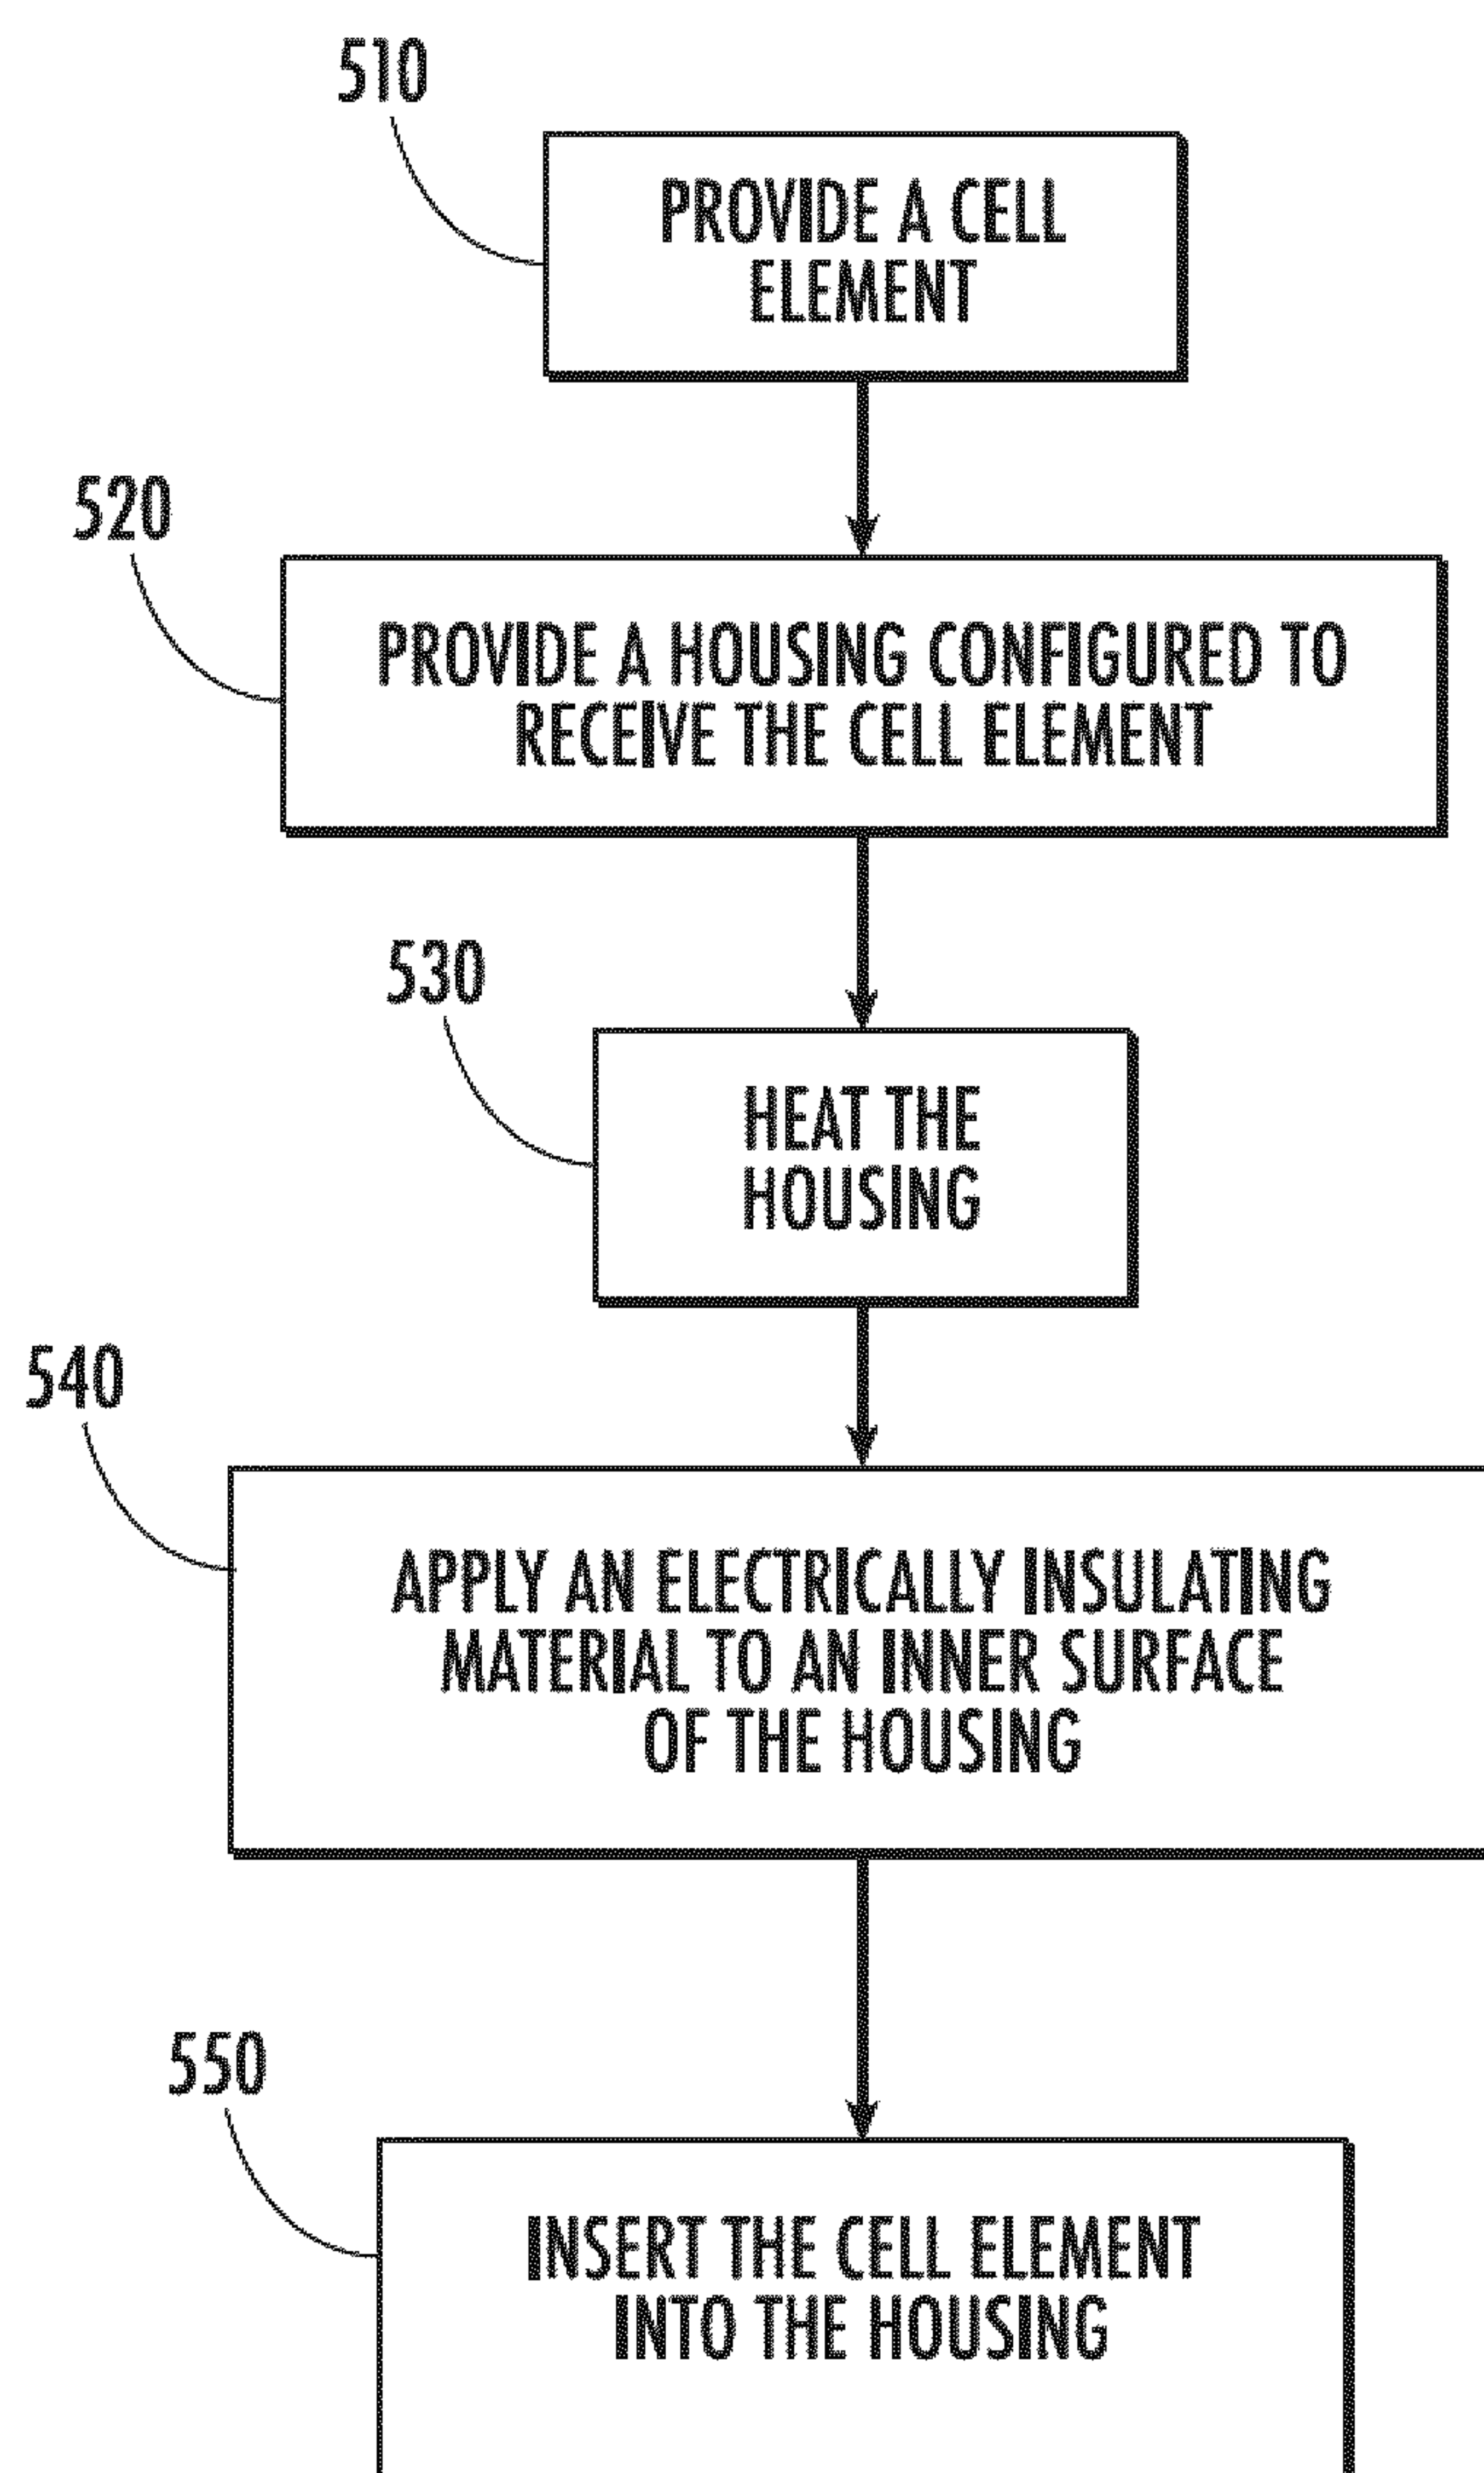 510
PROVIDE A CELL
ELEMENT
520
PROVIDE A HOUSING CONFIGURED TO
RECEIVE THE CELL ELEMENT
530
HEAT THE
HOUSING
540
APPLY AN ELECTRICALLY INSULATING
MATERIAL TO AN INNER SURFACE
OF THE HOUSING
550
INSERT THE CELL ELEMENT
INTO THE HOUSING